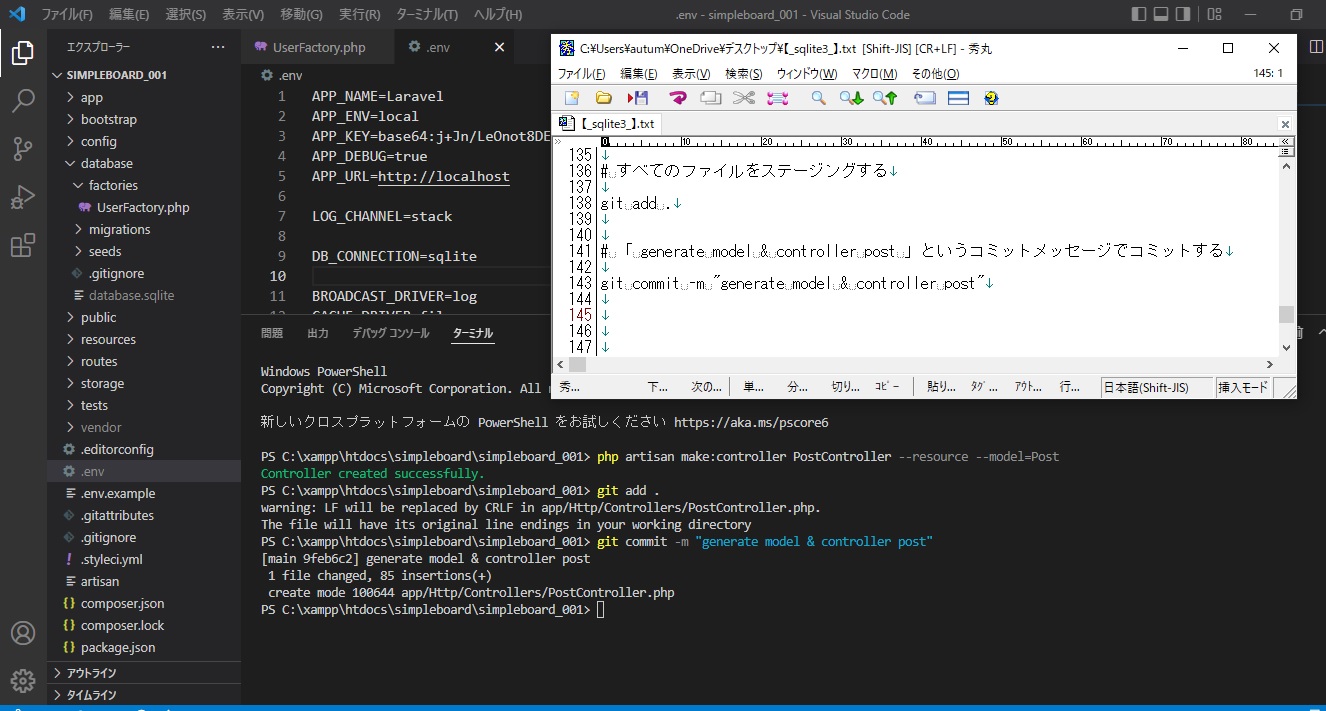 ファイル(F) 編集(E) 選択(S) 表示(V) 移動(G) 実行(R) ターミナル(T) ヘルプ(H) .env - simpleboard_001 - Visual Studio Code
エクスプローラー
SIMPLEBOARD_001
app
bootstrap
config
database
factories
UserFactory.php
migrations
seeds
.gitignore
database.sqlite
public
resources
routes
storage
tests
vendor
.editorconfig
.env
.env.example
.gitattributes
.gitignore
.styleci.yml
artisan
composer.json
composer.lock
package.json
アウトライン
タイムライン
UserFactory.php .env
.env
1 APP_NAME=Laravel
2 APP_ENV=local
3 APP_KEY=base64:j+Jn/LeOnot8DE
4 APP_DEBUG=true
5 APP_URL=http://localhost
6
7 LOG_CHANNEL=stack
8
9 DB_CONNECTION=sqlite
10
11 BROADCAST_DRIVER=log
C:¥Users¥autum¥OneDrive¥デスクトップ¥【_sqlite3_】.txt [Shift-JIS] [CR+LF] - 秀丸
ファイル(F) 編集(E) 表示(V) 検索(S) ウィンドウ(W) マクロ(M) その他(O) 145: 1
【_sqlite3_】.txt
0 10 20 30 40 50 60 70 80
135 ↓
136 # すべてのファイルをステージングする↓
137 ↓
138 git add .↓
139 ↓
140 ↓
141 # 「 generate model & controller post 」というコミットメッセージでコミットする↓
142 ↓
143 git commit -m "generate model & controller post"↓
144 ↓
145 ↓
146 ↓
147 ↓
秀... 下... 次の... 単... 分... 切り... ｺﾋﾟｰ 貼り... ﾀｸﾞ... ｱｳﾄ... 行... 日本語(Shift-JIS) 挿入モード
問題 出力 デバッグ コンソール ターミナル
Windows PowerShell
Copyright (C) Microsoft Corporation. All
新しいクロスプラットフォームの PowerShell をお試しください https://aka.ms/pscore6
PS C:\xampp\htdocs\simpleboard\simpleboard_001> php artisan make:controller PostController --resource --model=Post
Controller created successfully.
PS C:\xampp\htdocs\simpleboard\simpleboard_001> git add .
warning: LF will be replaced by CRLF in app/Http/Controllers/PostController.php.
The file will have its original line endings in your working directory
PS C:\xampp\htdocs\simpleboard\simpleboard_001> git commit -m "generate model & controller post"
[main 9feb6c2] generate model & controller post
1 file changed, 85 insertions(+)
create mode 100644 app/Http/Controllers/PostController.php
PS C:\xampp\htdocs\simpleboard\simpleboard_001>